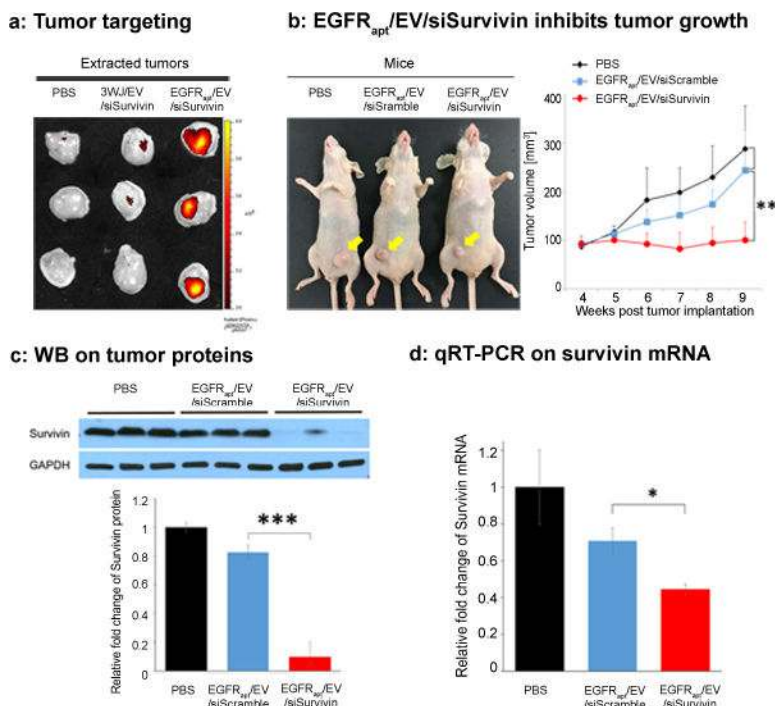 a: Tumor targeting
Extracted tumors
PBS
3WJ/EV
/siSurvivin
EGFRapt/EV
/siSurvivin
b: EGFRapt/EV/siSurvivin inhibits tumor growth
Mice
PBS
EGFRapt/EV
/siSramble
EGFRapt/EV
/siSurvivin
PBS
EGFRapt/EV/siScramble
EGFRapt/EV/siSurvivin
Tumor volume [mm³]
400
300
200
100
0
**
4 5 6 7 8 9
Weeks post tumor implantation
c: WB on tumor proteins
PBS
EGFRapt/EV
/siScramble
EGFRapt/EV
/siSurvivin
Survivin
GAPDH
Relative fold change of Survivin protein
1.2
1
0.8
0.6
0.4
0.2
0
***
PBS
EGFRapt/EV
/siScramble
EGFRapt/EV
/siSurvivin
d: qRT-PCR on survivin mRNA
Relative fold change of Survivin mRNA
1.2
1
0.8
0.6
0.4
0.2
0
*
PBS
EGFRapt/EV
/siScramble
EGFRapt/EV
/siSurvivin